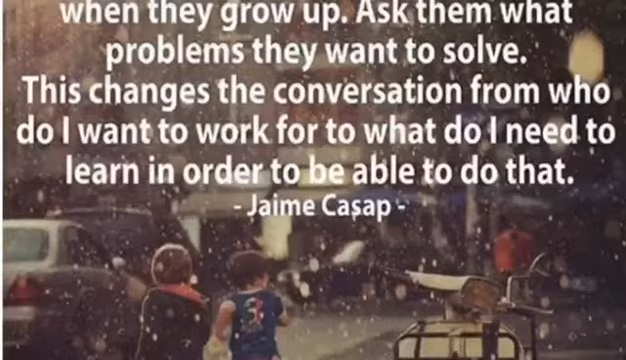 when they grow up. Ask them what
problems they want to solve.
This changes the conversation from who
do I want to work for to what do I need to
learn in order to be able to do that.
- Jaime Casap -